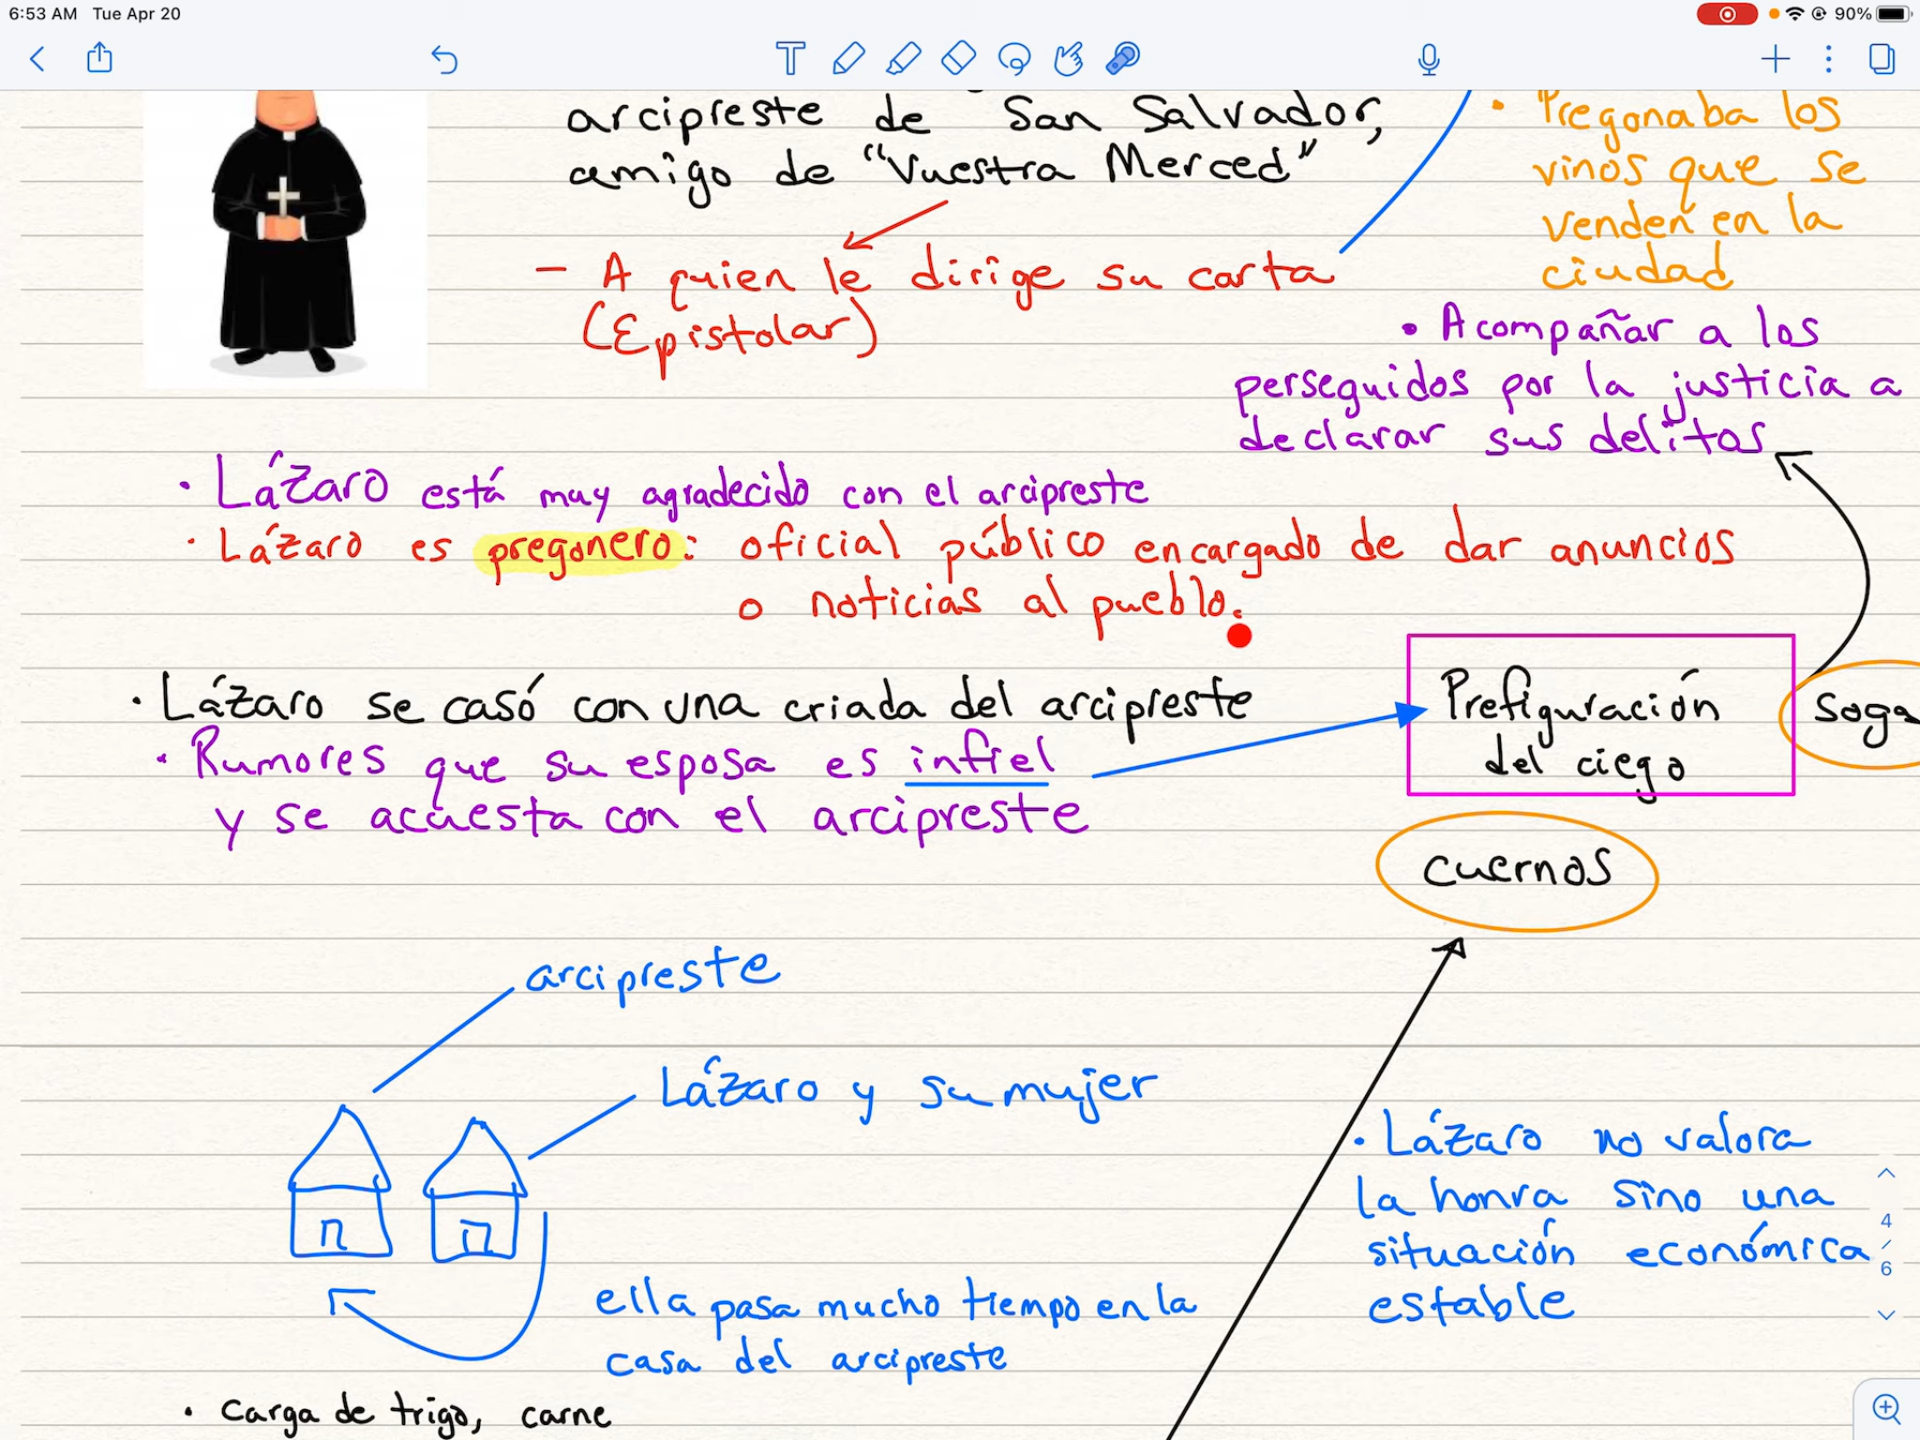 6:53 AM Tue Apr 20
90%
arcipreste de San Salvador,
amigo de "Vuestra Merced"
- A quien le dirige su carta
(Epistolar)
• Pregonaba los
vinos que se
venden en la
ciudad
• Acompañar a los
perseguidos por la justicia a
declarar sus delitos
• Lázaro está muy agradecido con el arcipreste
• Lázaro es pregonero: oficial público encargado de dar anuncios
o noticias al pueblo.
• Lázaro se casó con una criada del arcipreste
• Rumores que su esposa es infiel
y se acuesta con el arcipreste
Prefiguración
del ciego
soga
cuernos
arcipreste
Lázaro y su mujer
ella pasa mucho tiempo en la
casa del arcipreste
• Lázaro no valora
la honra sino una
situación económica
estable
4
/
6
• Carga de trigo, carne